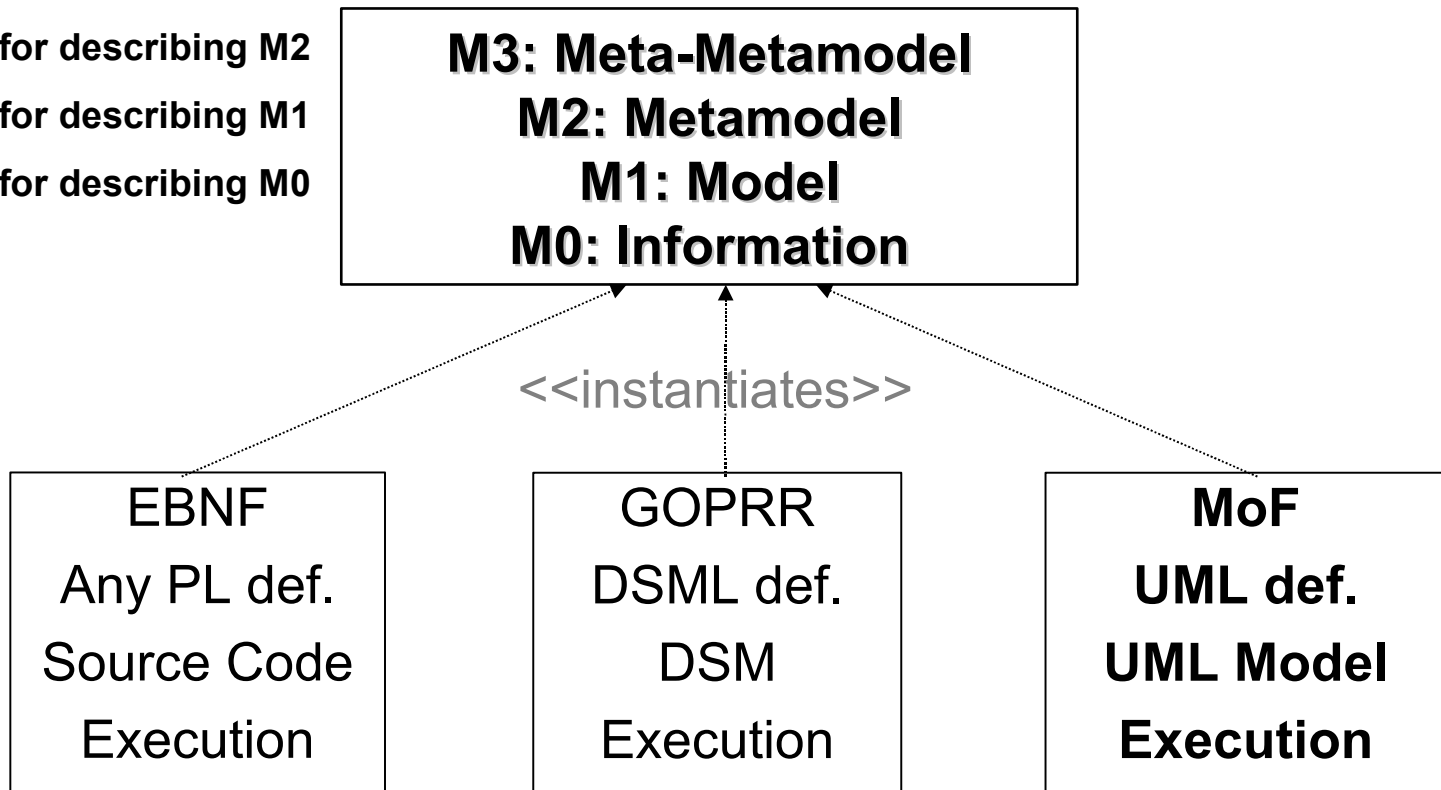 for describing M2
M3: Meta-Metamodel
for describing M1
M2: Metamodel
for describing M0
M1: Model
M0: Information
<<instantiates>>
EBNF
Any PL def.
Source Code
Execution
GOPRR
DSML def.
DSM
Execution
MoF
UML def.
UML Model
Execution